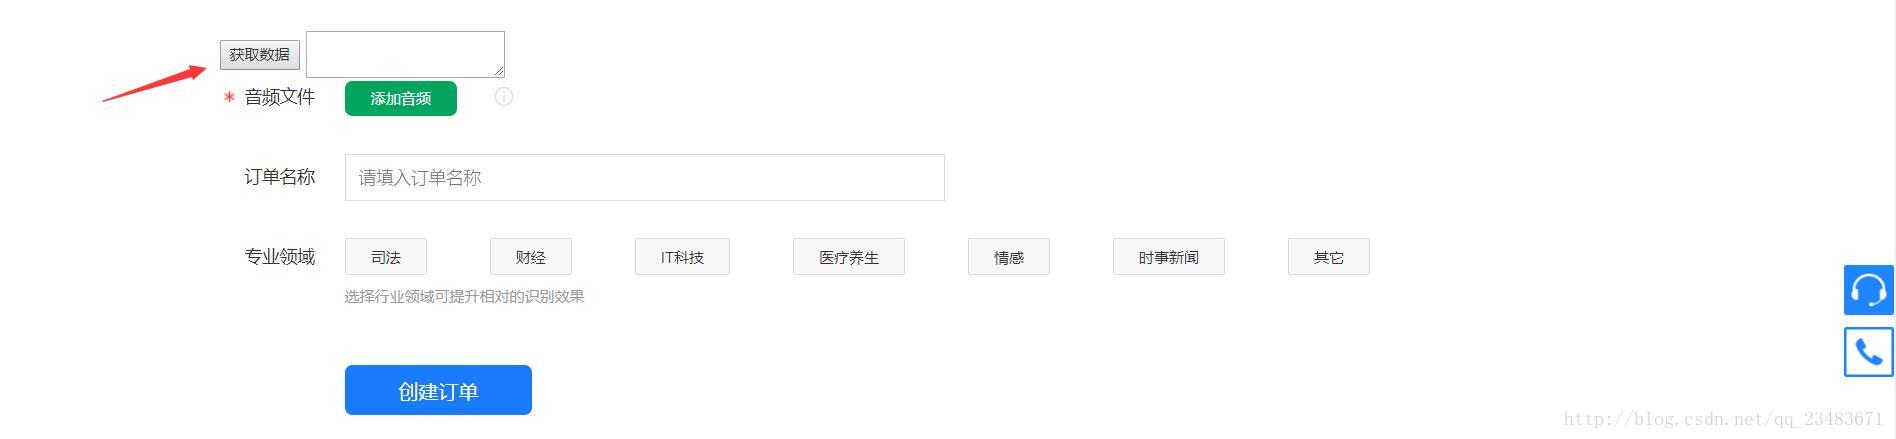 获取数据
* 音频文件 添加音频
订单名称 请填入订单名称
专业领域 司法 财经 IT科技 医疗养生 情感 时事新闻 其它
选择行业领域可提升相对的识别效果
创建订单
http://blog.csdn.net/qq_23483671